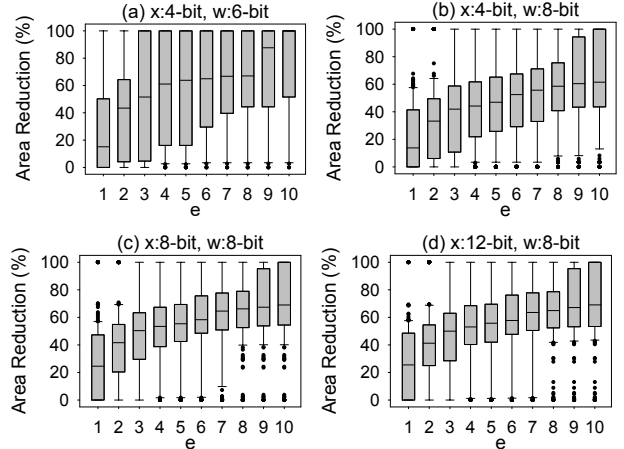 (a) x:4-bit, w:6-bit
Area Reduction (%)
100
80
60
40
20
0
1 2 3 4 5 6 7 8 9 10
e
(b) x:4-bit, w:8-bit
Area Reduction (%)
100
80
60
40
20
0
1 2 3 4 5 6 7 8 9 10
e
(c) x:8-bit, w:8-bit
Area Reduction (%)
100
80
60
40
20
0
1 2 3 4 5 6 7 8 9 10
e
(d) x:12-bit, w:8-bit
Area Reduction (%)
100
80
60
40
20
0
1 2 3 4 5 6 7 8 9 10
e